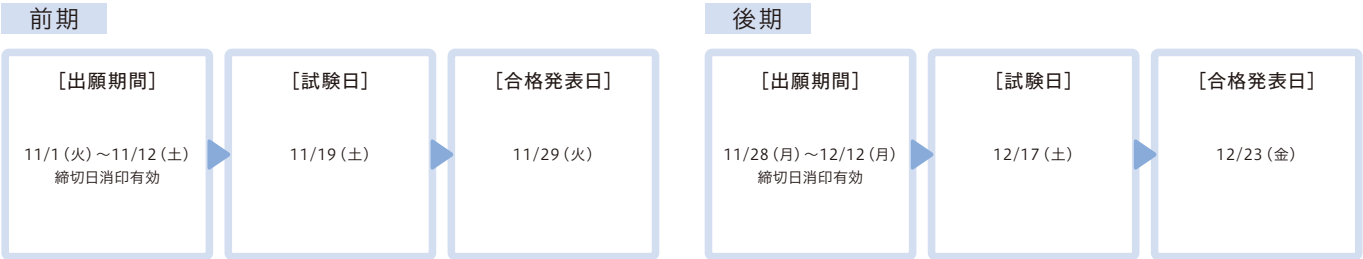 前期
［出願期間］
11/1（火）～11/12（土）
締切日消印有効
［試験日］
11/19（土）
［合格発表日］
11/29（火）
後期
［出願期間］
11/28（月）～12/12（月）
締切日消印有効
［試験日］
12/17（土）
［合格発表日］
12/23（金）